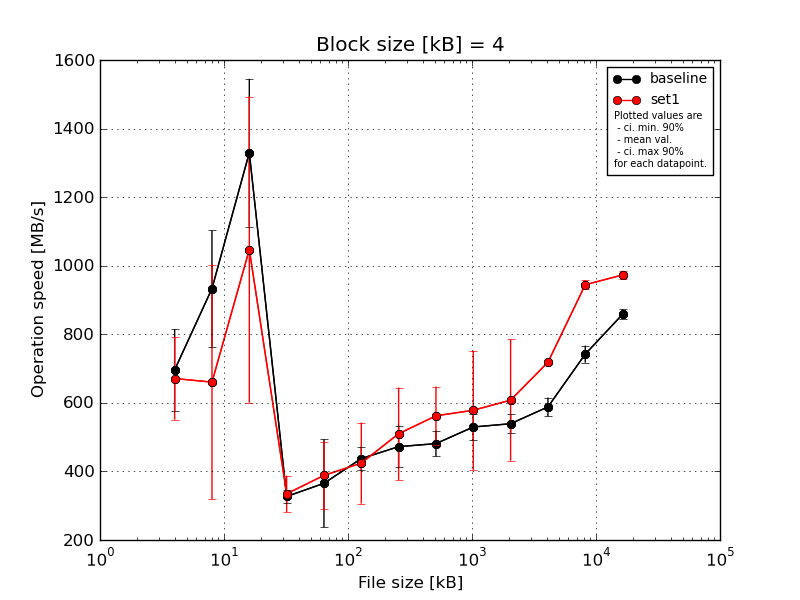 Block size [kB] = 4
1600
1400
1200
1000
800
600
400
200
Operation speed [MB/s]
baseline
set1
Plotted values are
- ci. min. 90%
- mean val.
- ci. max 90%
for each datapoint.
10^0 10^1 10^2 10^3 10^4 10^5
File size [kB]